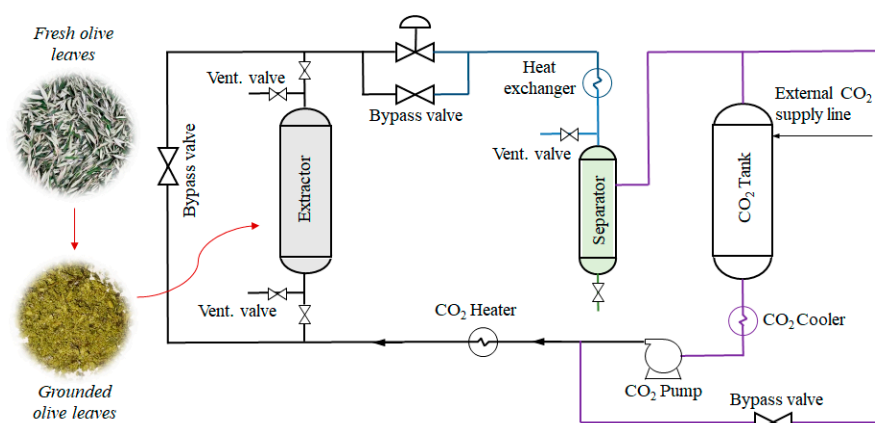 Fresh olive
leaves
Grounded
olive leaves
Bypass valve
Vent. valve
Extractor
Vent. valve
Bypass valve
Heat
exchanger
Vent. valve
Separator
External CO₂
supply line
CO₂ Tank
CO₂ Heater
CO₂ Cooler
CO₂ Pump
Bypass valve